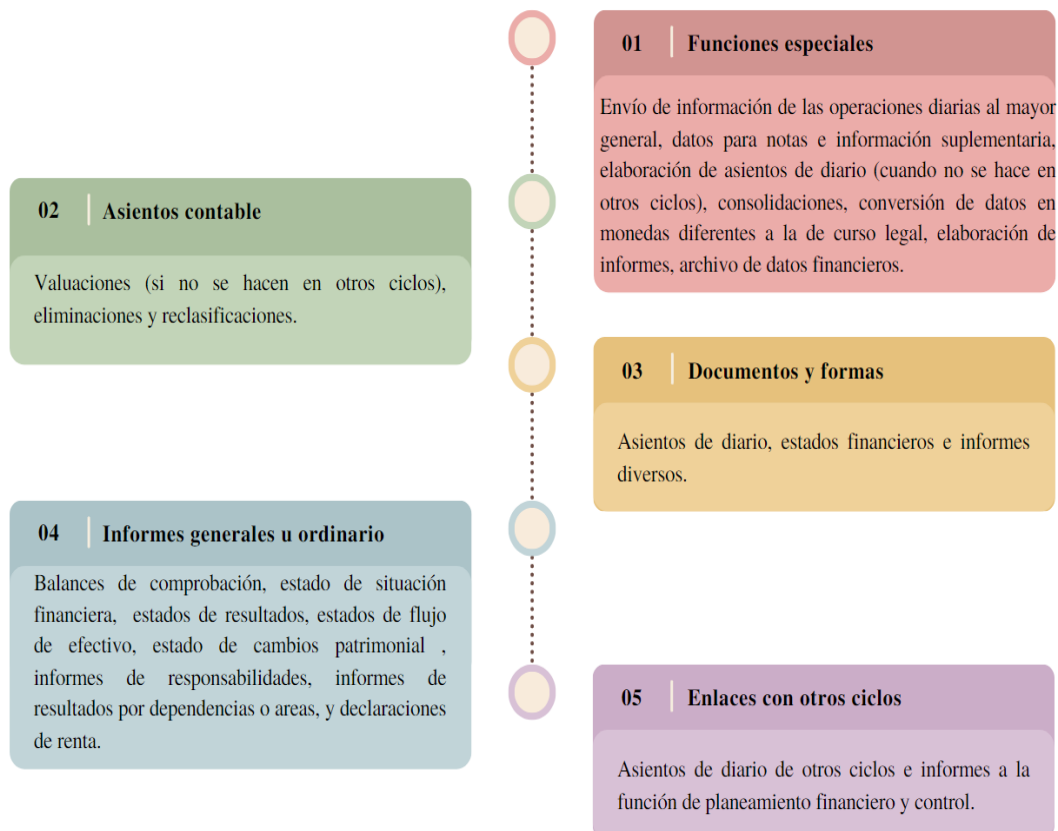 01 Funciones especiales
Envío de información de las operaciones diarias al mayor
general, datos para notas e información suplementaria,
elaboración de asientos de diario (cuando no se hace en
otros ciclos), consolidaciones, conversión de datos en
monedas diferentes a la de curso legal, elaboración de
informes, archivo de datos financieros.
02 Asientos contable
Valuaciones (si no se hacen en otros ciclos),
eliminaciones y reclasificaciones.
03 Documentos y formas
Asientos de diario, estados financieros e informes
diversos.
04 Informes generales u ordinario
Balances de comprobación, estado de situación
financiera, estados de resultados, estados de flujo
de efectivo, estado de cambios patrimonial ,
informes de responsabilidades, informes de
resultados por dependencias o areas, y declaraciones
de renta.
05 Enlaces con otros ciclos
Asientos de diario de otros ciclos e informes a la
función de planeamiento financiero y control.